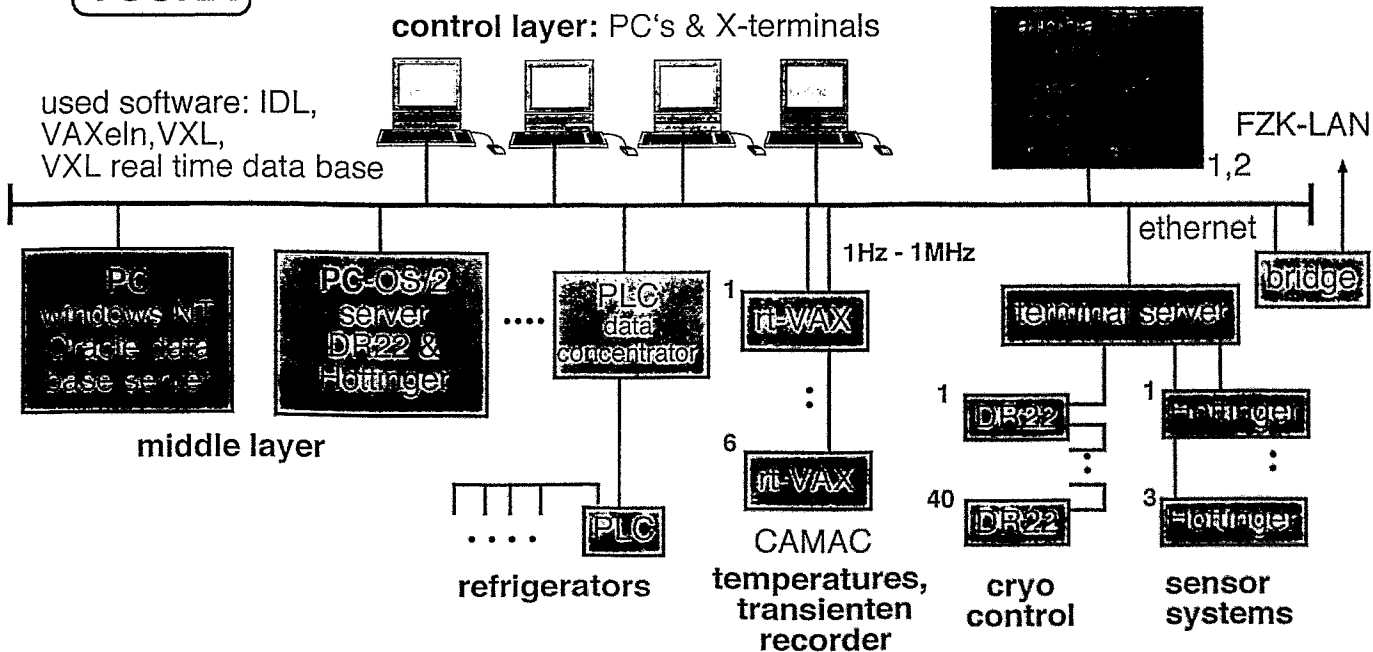 control layer: PC's & X-terminals
used software: IDL,
VAXeln,VXL,
VXL real time data base
FZK-LAN
1,2
ethernet
1Hz - 1MHz
bridge
PC
windows NT
Oracle data
base server
PC-OS/2
server
DR22 &
Hottinger
....
PLC
data
concentrator
1
rt-VAX
:
6
rt-VAX
terminal server
1
DR22
:
40
DR22
1
Hottinger
:
3
Hottinger
middle layer
....
PLC
refrigerators
CAMAC
temperatures,
transienten
recorder
cryo
control
sensor
systems